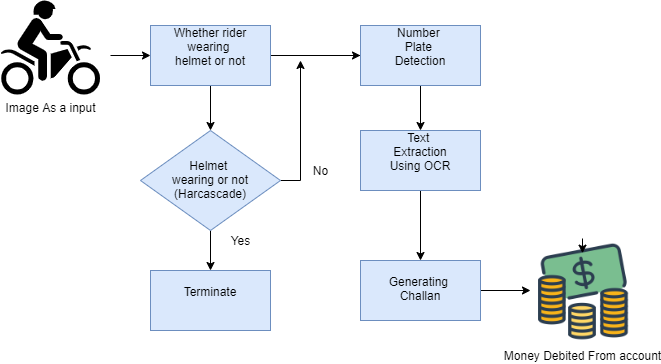 Whether rider
wearing
helmet or not
Number
Plate
Detection
Image As a input
Helmet
wearing or not
(Harcascade)
No
Text
Extraction
Using OCR
Yes
Terminate
Generating
Challan
$
Money Debited From account